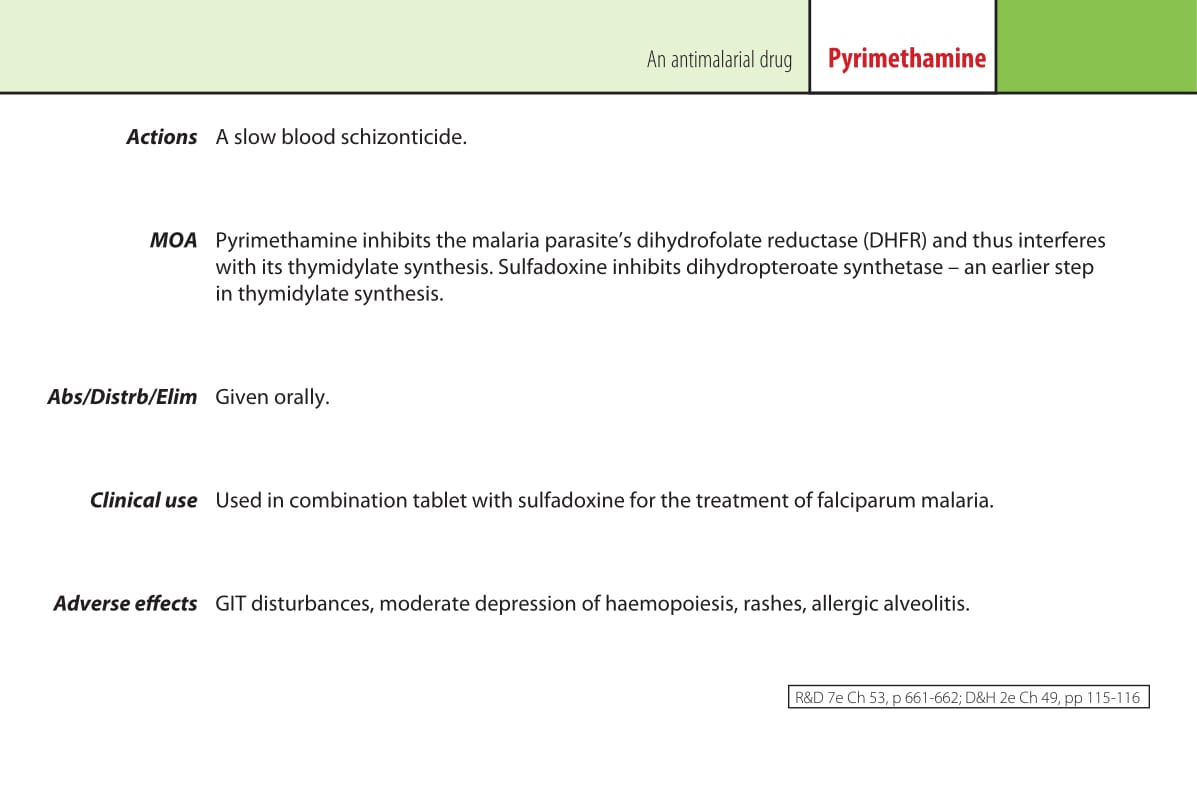 An antimalarial drug Pyrimethamine
Actions A slow blood schizonticide.
MOA Pyrimethamine inhibits the malaria parasite’s dihydrofolate reductase (DHFR) and thus interferes
with its thymidylate synthesis. Sulfadoxine inhibits dihydropteroate synthetase – an earlier step
in thymidylate synthesis.
Abs/Distrb/Elim Given orally.
Clinical use Used in combination tablet with sulfadoxine for the treatment of falciparum malaria.
Adverse effects GIT disturbances, moderate depression of haemopoiesis, rashes, allergic alveolitis.
R&D 7e Ch 53, p 661-662; D&H 2e Ch 49, pp 115-116